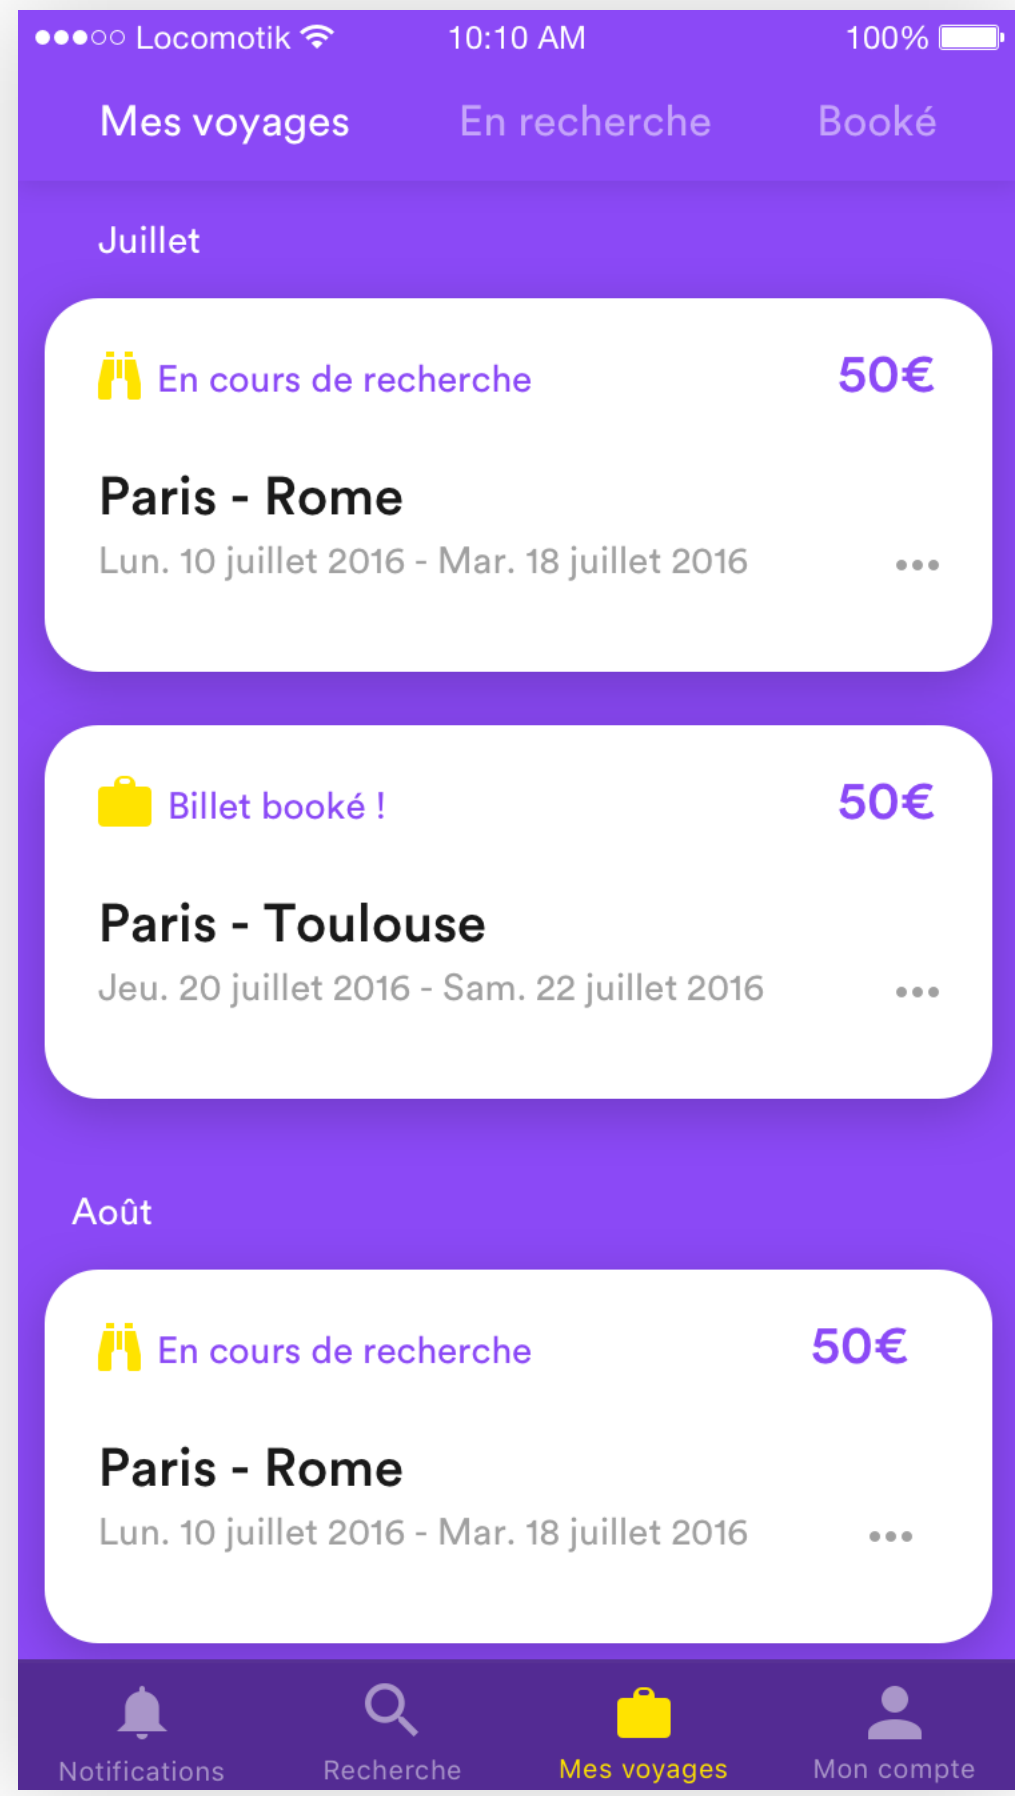 Locomotik 10:10 AM 100%
Mes voyages En recherche Booké
Juillet
En cours de recherche 50€
Paris - Rome
Lun. 10 juillet 2016 - Mar. 18 juillet 2016
Billet booké ! 50€
Paris - Toulouse
Jeu. 20 juillet 2016 - Sam. 22 juillet 2016
Août
En cours de recherche 50€
Paris - Rome
Lun. 10 juillet 2016 - Mar. 18 juillet 2016
Notifications Recherche Mes voyages Mon compte